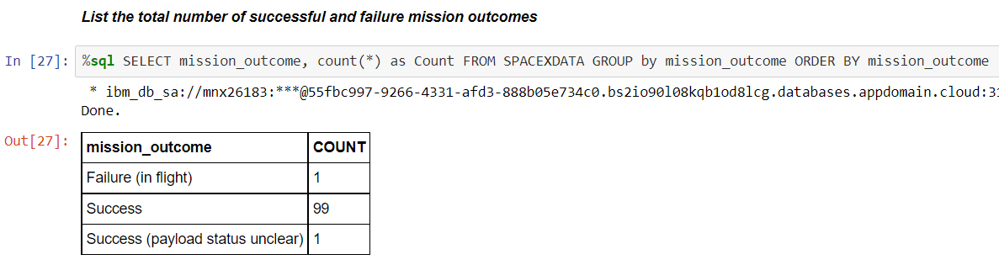 List the total number of successful and failure mission outcomes
In [27]: %sql SELECT mission_outcome, count(*) as Count FROM SPACEXDATA GROUP by mission_outcome ORDER BY mission_outcome
* ibm_db_sa://mnx26183:***@55fbc997-9266-4331-afd3-888b05e734c0.bs2io90l08kqb1od8lcg.databases.appdomain.cloud:31
Done.
Out[27]:
mission_outcome COUNT
Failure (in flight) 1
Success 99
Success (payload status unclear) 1